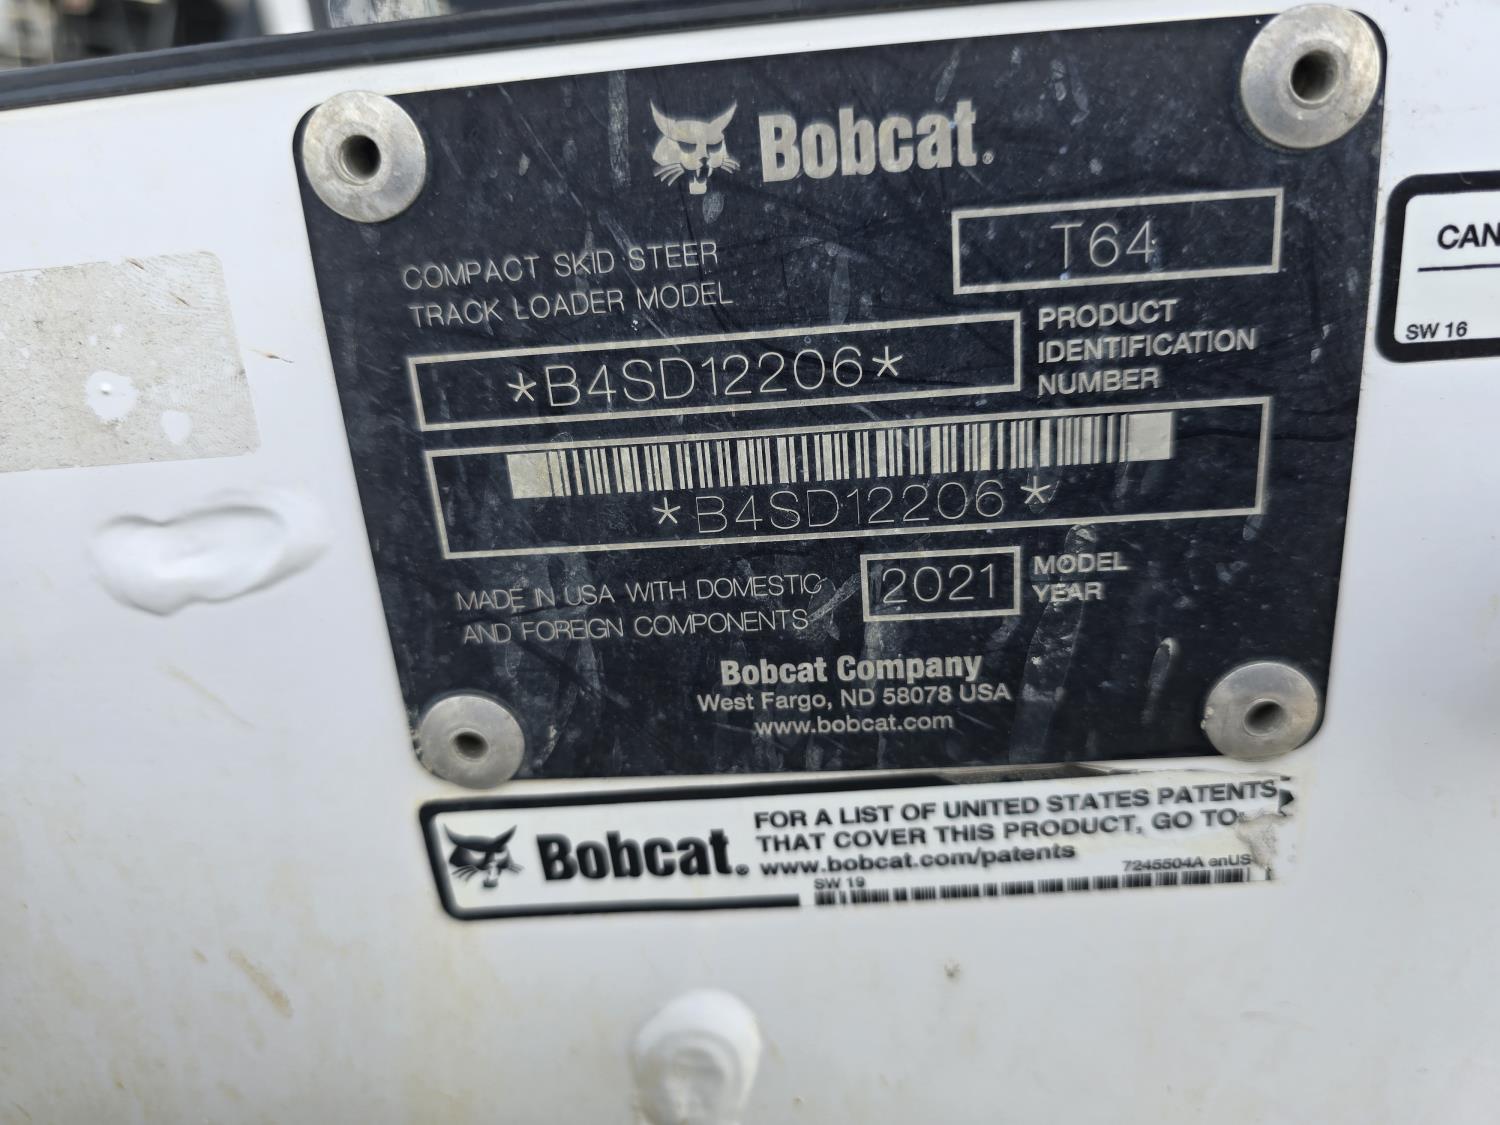 Bobcat.
COMPACT SKID STEER
TRACK LOADER MODEL
T64
*B4SD12206*
PRODUCT
IDENTIFICATION
NUMBER
*B4SD12206*
MADE IN USA WITH DOMESTIC
AND FOREIGN COMPONENTS
2021
MODEL
YEAR
Bobcat Company
West Fargo, ND 58078 USA
www.bobcat.com
CAN
SW 16
Bobcat.
FOR A LIST OF UNITED STATES PATENTS
THAT COVER THIS PRODUCT, GO TO
www.bobcat.com/patents
7245504A enUS
SW 19